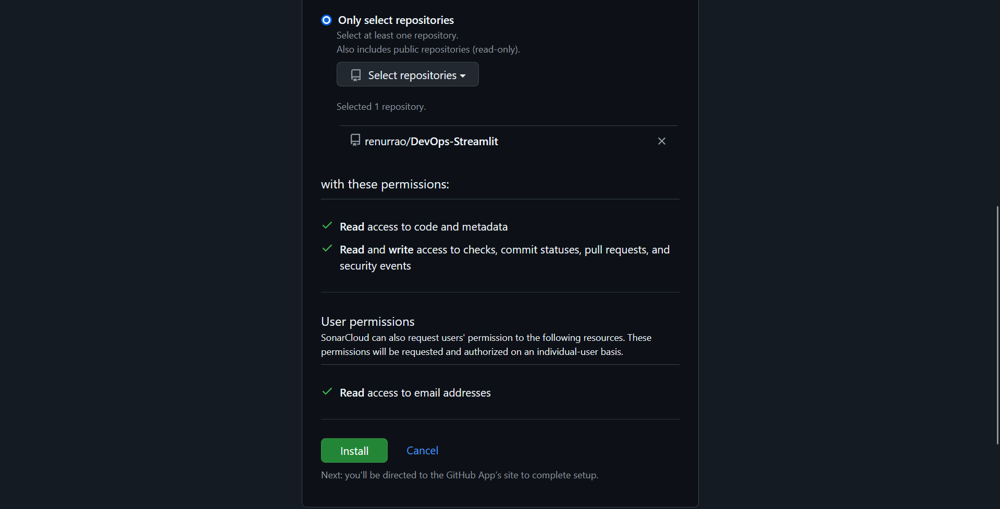 Only select repositories
Select at least one repository.
Also includes public repositories (read-only).
Select repositories
Selected 1 repository.
renurrao/DevOps-Streamlit
with these permissions:
Read access to code and metadata
Read and write access to checks, commit statuses, pull requests, and
security events
User permissions
SonarCloud can also request users' permission to the following resources. These
permissions will be requested and authorized on an individual-user basis.
Read access to email addresses
Install Cancel
Next: you’ll be directed to the GitHub App’s site to complete setup.